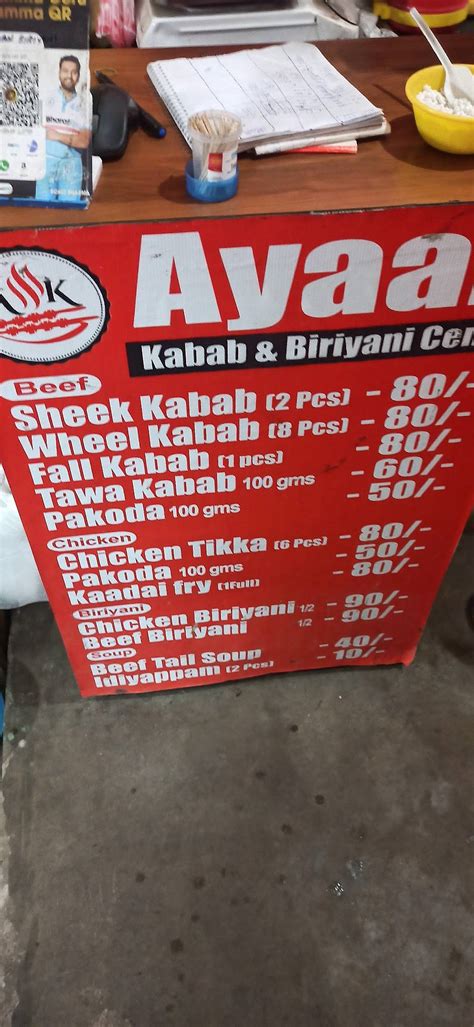 amma QR
Bharat
K
Ayaa
Kabab & Biriyani Cen
Beef
Sheek Kabab (2 Pcs) - 80/-
Wheel Kabab (8 Pcs) - 80/-
Fall Kabab (1 pcs) - 80/-
Tawa Kabab 100 gms - 60/-
Pakoda 100 gms - 50/-
Chicken
Chicken Tikka (6 Pcs) - 80/-
Pakoda 100 gms - 50/-
Kaadai fry (1Full) - 80/-
Biriyani
Chicken Biriyani 1/2 - 90/-
Beef Biriyani 1/2 - 90/-
Soup
Beef Tail Soup - 40/-
Idiyappam (2 Pcs) - 10/-